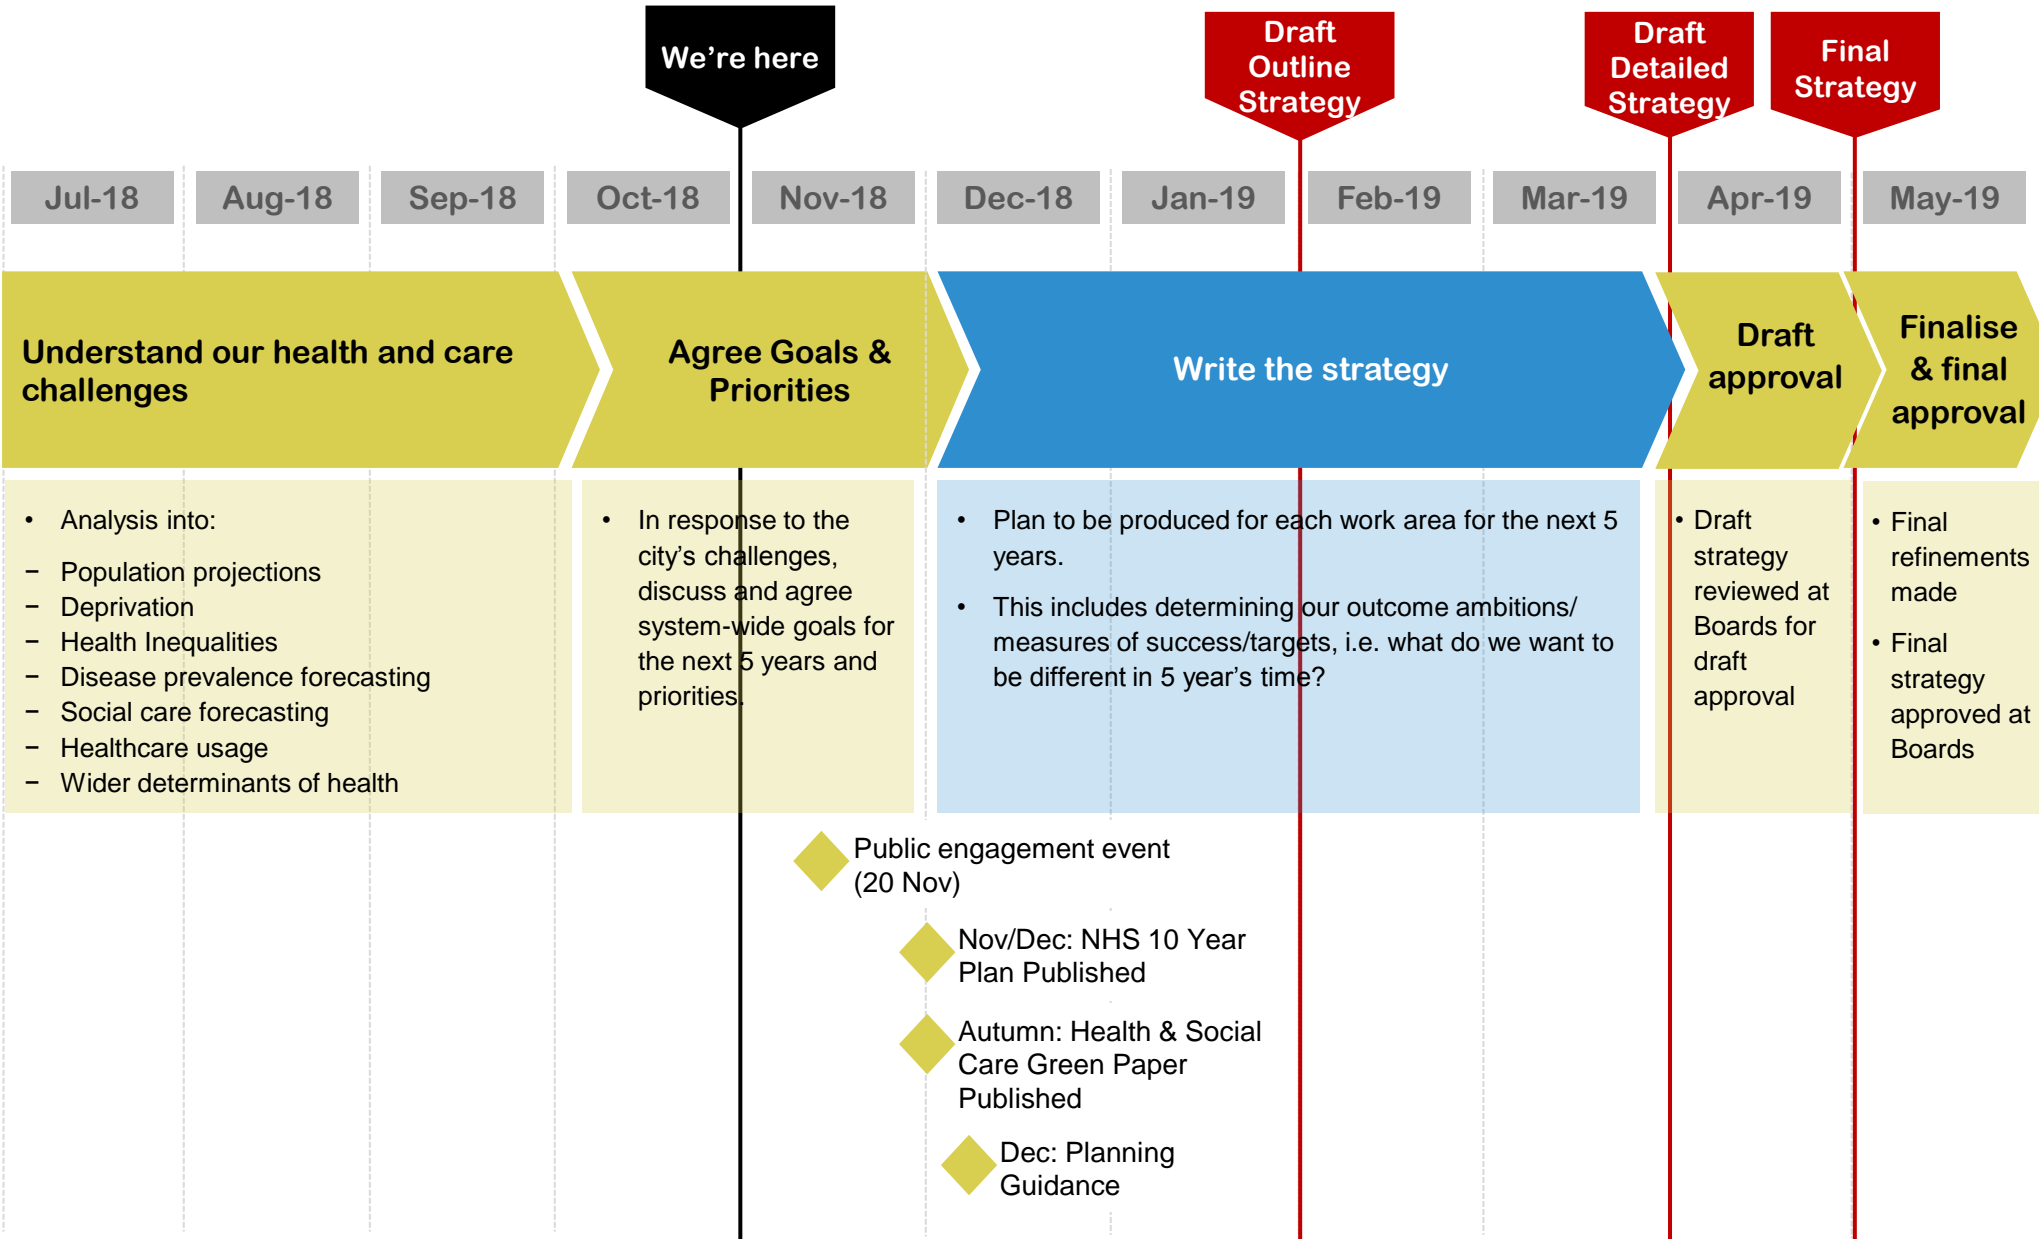 We’re here
Draft
Outline
Strategy
Draft
Detailed
Strategy
Final
Strategy
Jul-18
Aug-18
Sep-18
Oct-18
Nov-18
Dec-18
Jan-19
Feb-19
Mar-19
Apr-19
May-19
Understand our health and care
challenges
Agree Goals &
Priorities
Write the strategy
Draft
approval
Finalise
& final
approval
• Analysis into:
− Population projections
− Deprivation
− Health Inequalities
− Disease prevalence forecasting
− Social care forecasting
− Healthcare usage
− Wider determinants of health
• In response to the
city’s challenges,
discuss and agree
system-wide goals for
the next 5 years and
priorities.
• Plan to be produced for each work area for the next 5
years.
• This includes determining our outcome ambitions/
measures of success/targets, i.e. what do we want to
be different in 5 year’s time?
• Draft
strategy
reviewed at
Boards for
draft
approval
• Final
refinements
made
• Final
strategy
approved at
Boards
Public engagement event
(20 Nov)
Nov/Dec: NHS 10 Year
Plan Published
Autumn: Health & Social
Care Green Paper
Published
Dec: Planning
Guidance